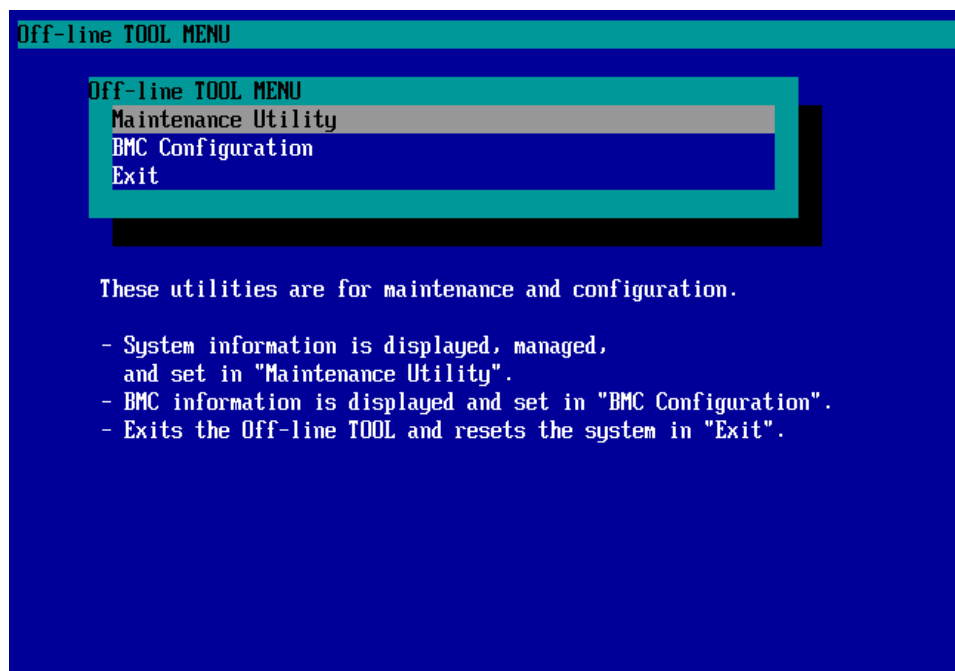 Off-line TOOL MENU
Off-line TOOL MENU
Maintenance Utility
BMC Configuration
Exit
These utilities are for maintenance and configuration.
- System information is displayed, managed,
and set in "Maintenance Utility".
- BMC information is displayed and set in "BMC Configuration".
- Exits the Off-line TOOL and resets the system in "Exit".